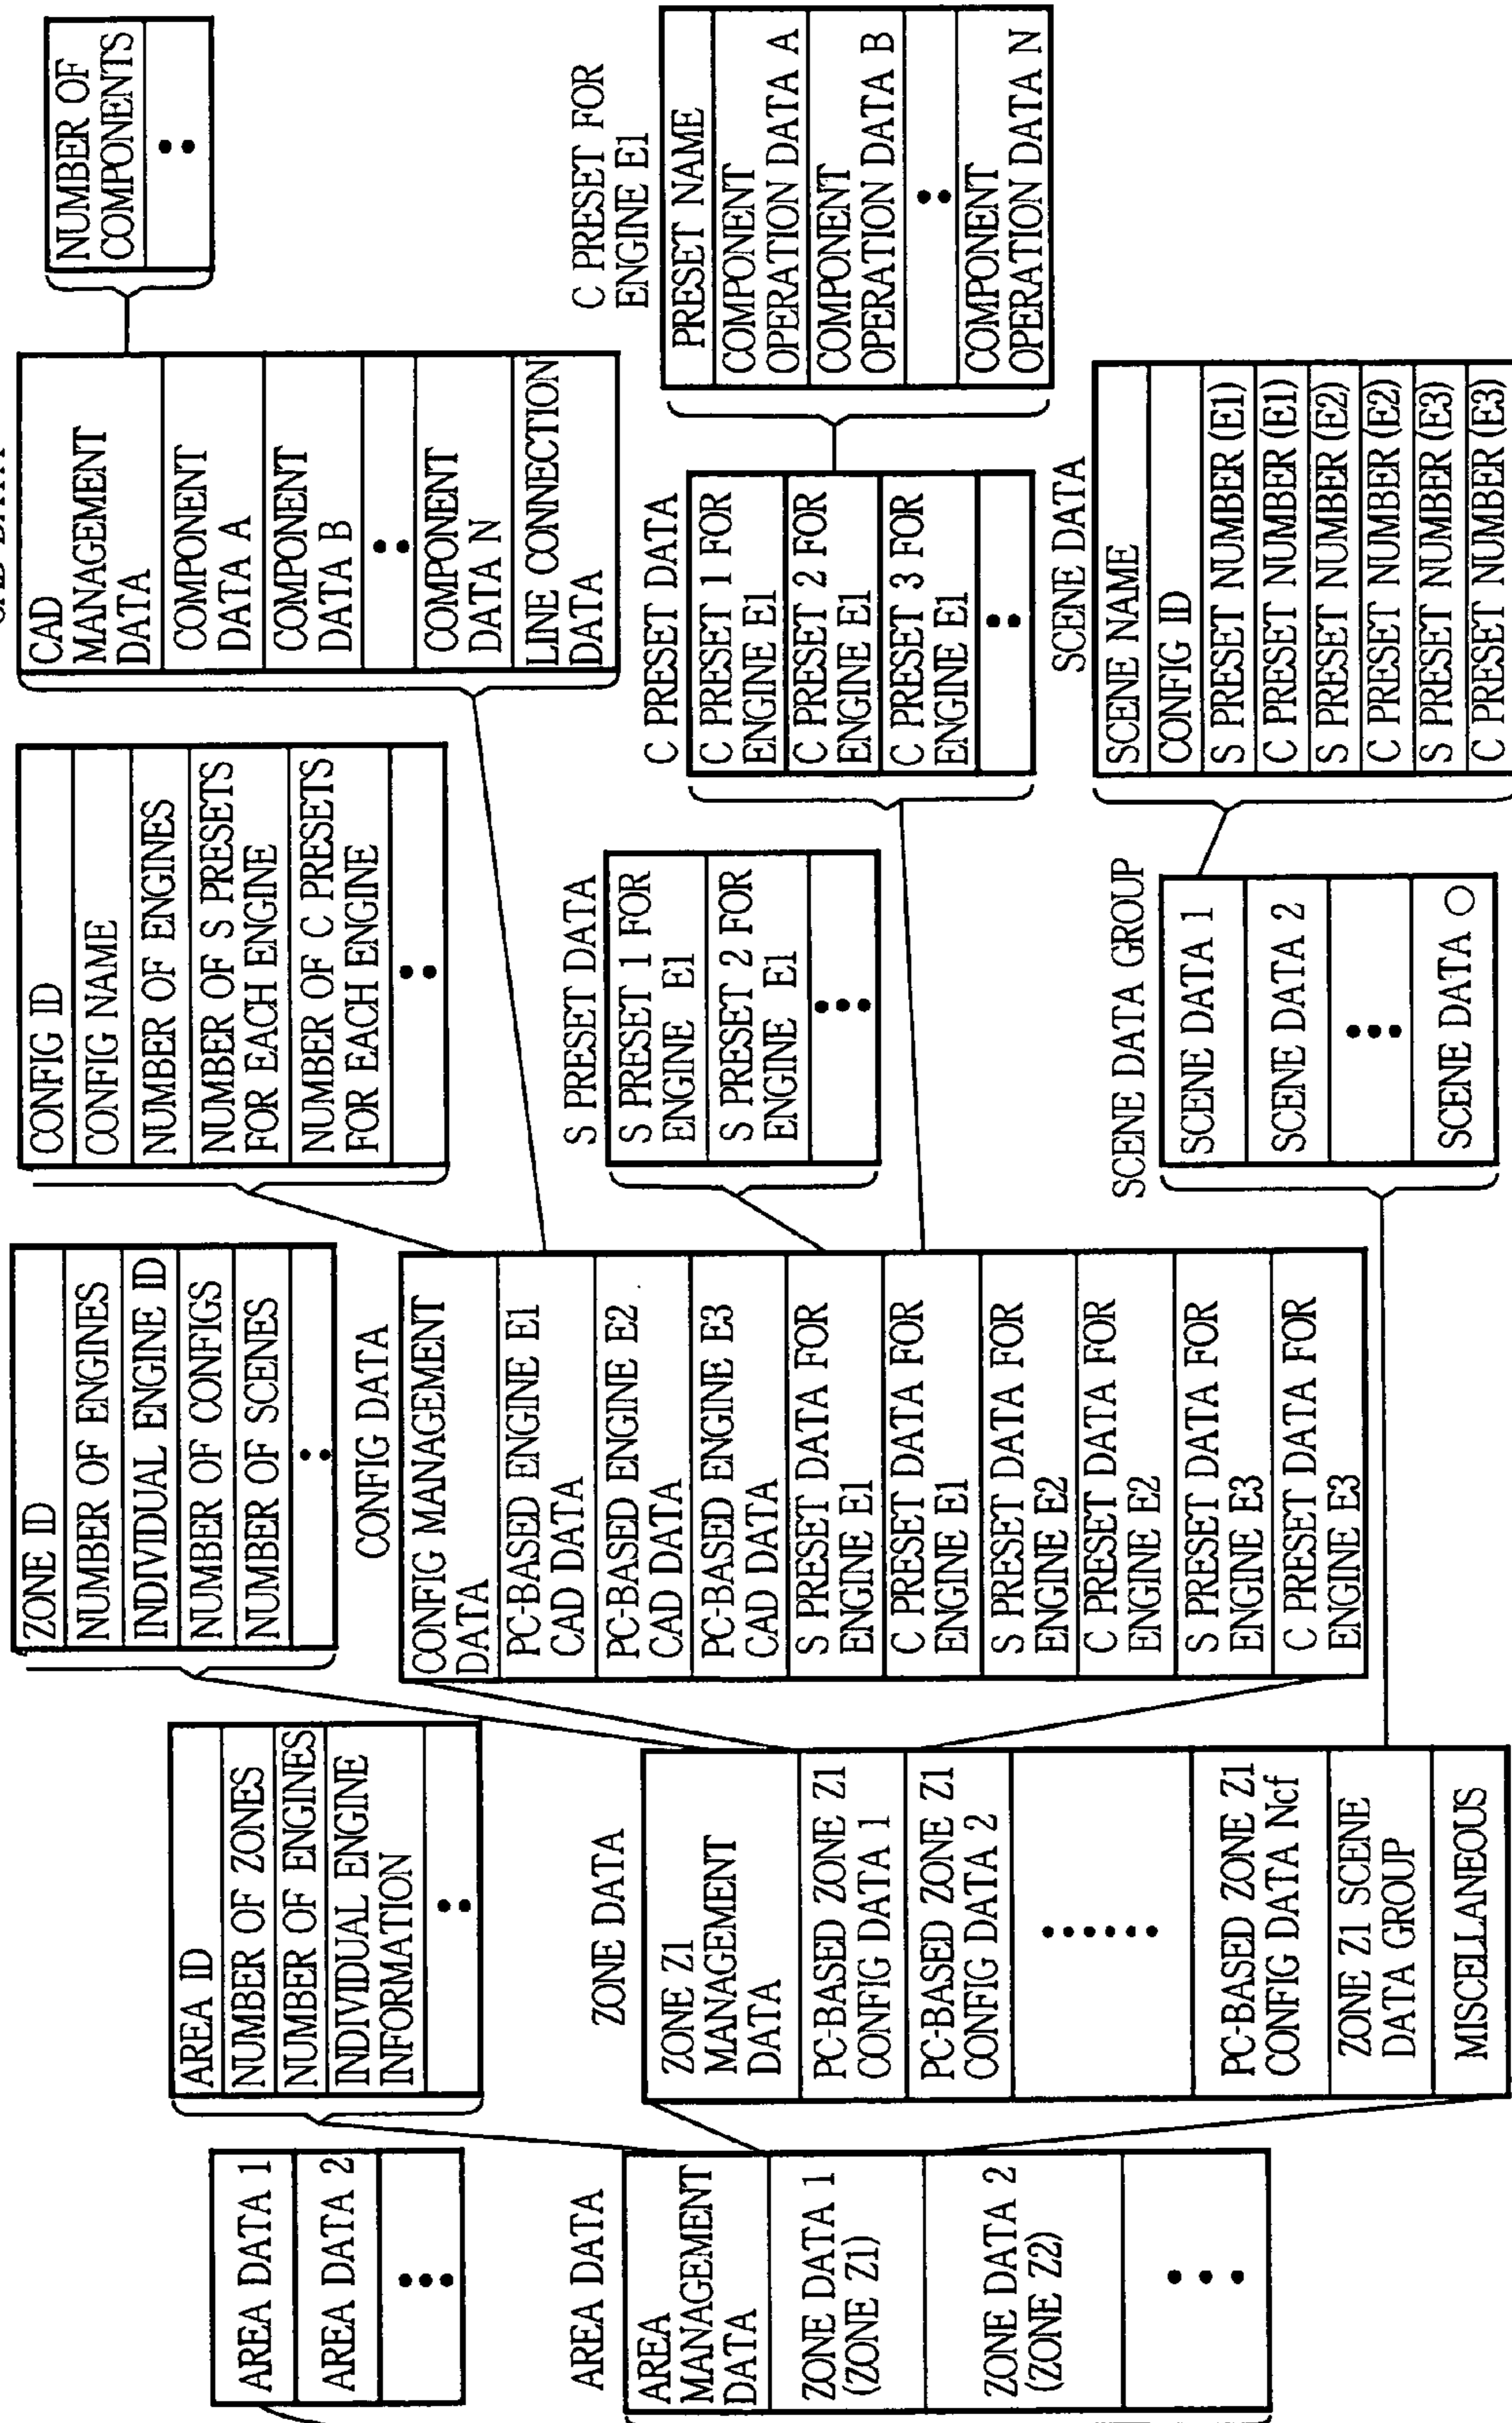 AREA DATA 1
AREA DATA 2
AREA DATA
AREA
MANAGEMENT
DATA
ZONE DATA 1
(ZONE Z1)
ZONE DATA 2
(ZONE Z2)
AREA ID
NUMBER OF ZONES
NUMBER OF ENGINES
INDIVIDUAL ENGINE
INFORMATION
ZONE DATA
ZONE Z1
MANAGEMENT
DATA
PC-BASED ZONE Z1
CONFIG DATA 1
PC-BASED ZONE Z1
CONFIG DATA 2
PC-BASED ZONE Z1
CONFIG DATA Ncf
ZONE Z1 SCENE
DATA GROUP
MISCELLANEOUS
ZONE ID
NUMBER OF ENGINES
INDIVIDUAL ENGINE ID
NUMBER OF CONFIGS
NUMBER OF SCENES
CONFIG DATA
CONFIG MANAGEMENT
DATA
PC-BASED ENGINE E1
CAD DATA
PC-BASED ENGINE E2
CAD DATA
PC-BASED ENGINE E3
CAD DATA
S PRESET DATA FOR
ENGINE E1
C PRESET DATA FOR
ENGINE E1
S PRESET DATA FOR
ENGINE E2
C PRESET DATA FOR
ENGINE E2
S PRESET DATA FOR
ENGINE E3
C PRESET DATA FOR
ENGINE E3
CONFIG ID
CONFIG NAME
NUMBER OF ENGINES
NUMBER OF S PRESETS
FOR EACH ENGINE
NUMBER OF C PRESETS
FOR EACH ENGINE
S PRESET DATA
S PRESET 1 FOR
ENGINE E1
S PRESET 2 FOR
ENGINE E1
SCENE DATA GROUP
SCENE DATA 1
SCENE DATA 2
SCENE DATA ○
CAD DATA
CAD
MANAGEMENT
DATA
COMPONENT
DATA A
COMPONENT
DATA B
COMPONENT
DATA N
LINE CONNECTION
DATA
C PRESET DATA
C PRESET 1 FOR
ENGINE E1
C PRESET 2 FOR
ENGINE E1
C PRESET 3 FOR
ENGINE E1
SCENE DATA
SCENE NAME
CONFIG ID
S PRESET NUMBER (E1)
C PRESET NUMBER (E1)
S PRESET NUMBER (E2)
C PRESET NUMBER (E2)
S PRESET NUMBER (E3)
C PRESET NUMBER (E3)
NUMBER OF
COMPONENTS
C PRESET FOR
ENGINE E1
PRESET NAME
COMPONENT
OPERATION DATA A
COMPONENT
OPERATION DATA B
COMPONENT
OPERATION DATA N